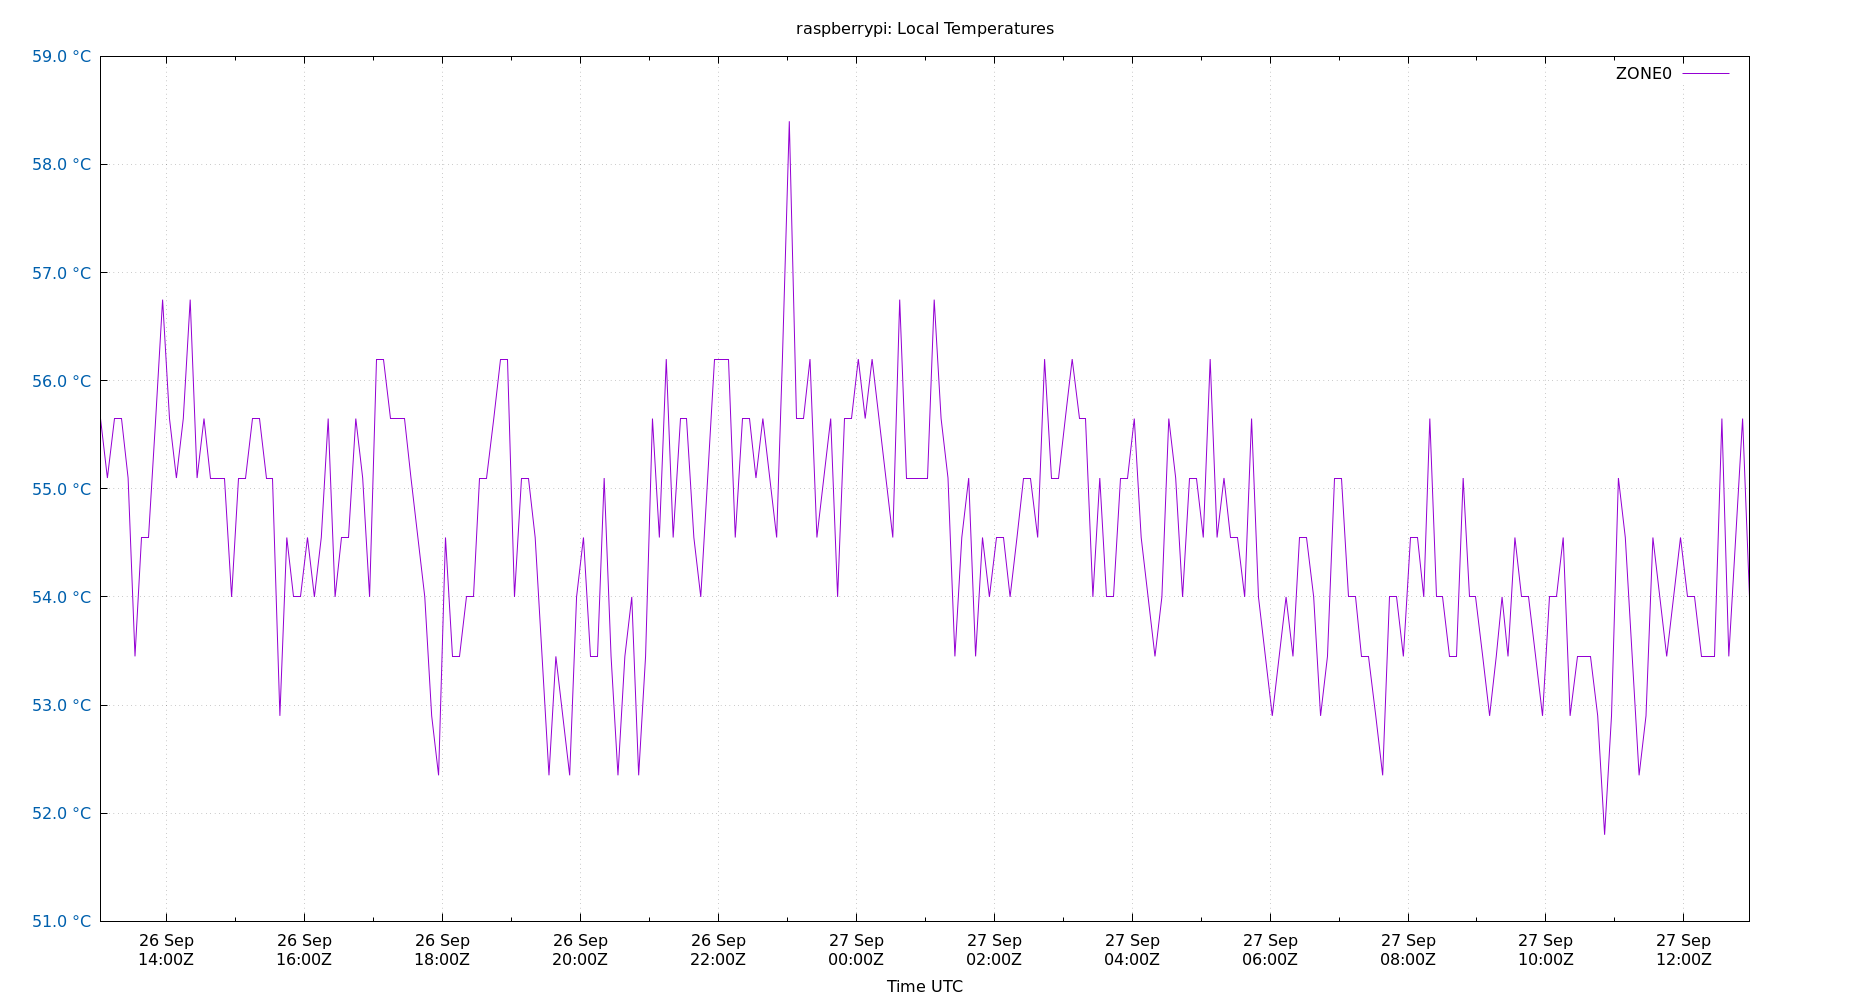 raspberrypi: Local Temperatures
59.0 °C
ZONE0
58.0 °C
57.0 °C
56.0 °C
55.0 °C
54.0 °C
53.0 °C
52.0 °C
51.0 °C
26 Sep 26 Sep 26 Sep 26 Sep 26 Sep 27 Sep 27 Sep 27 Sep 27 Sep 27 Sep 27 Sep 27 Sep
14:00Z 16:00Z 18:00Z 20:00Z 22:00Z 00:00Z 02:00Z 04:00Z 06:00Z 08:00Z 10:00Z 12:00Z
Time UTC